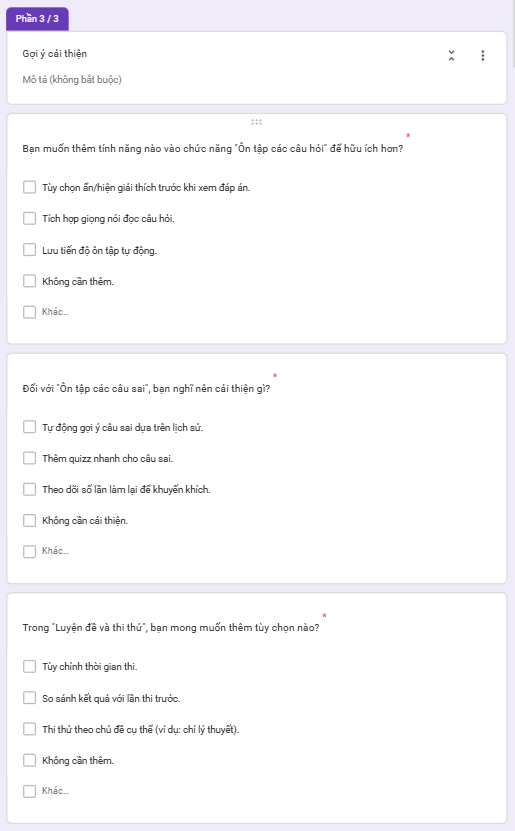 Phần 3 / 3
Gợi ý cải thiện
Mô tả (không bắt buộc)
Bạn muốn thêm tính năng nào vào chức năng "Ôn tập các câu hỏi" để hữu ích hơn? *
Tùy chọn ẩn/hiện giải thích trước khi xem đáp án.
Tích hợp giọng nói đọc câu hỏi.
Lưu tiến độ ôn tập tự động.
Không cần thêm.
Khác...
Đối với "Ôn tập các câu sai", bạn nghĩ nên cải thiện gì? *
Tự động gợi ý câu sai dựa trên lịch sử.
Thêm quizz nhanh cho câu sai.
Theo dõi số lần làm lại để khuyến khích.
Không cần cải thiện.
Khác...
Trong "Luyện đề và thi thử", bạn mong muốn thêm tùy chọn nào? *
Tùy chỉnh thời gian thi.
So sánh kết quả với lần thi trước.
Thi thử theo chủ đề cụ thể (ví dụ: chỉ lý thuyết).
Không cần thêm.
Khác...